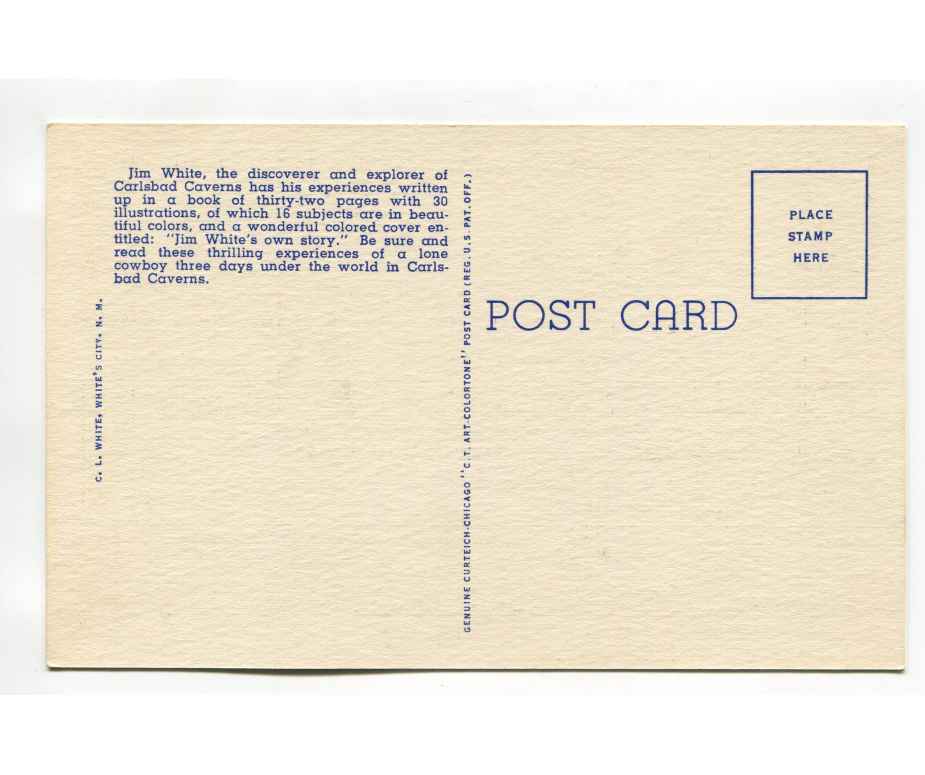 Jim White, the discoverer and explorer of
Carlsbad Caverns has his experiences written
up in a book of thirty-two pages with 30
illustrations, of which 16 subjects are in beau-
tiful colors, and a wonderful colored cover en-
titled: "Jim White's own story." Be sure and
read these thrilling experiences of a lone
cowboy three days under the world in Carls-
bad Caverns.
C. L. WHITE, WHITE'S CITY, N. M.
GENUINE CURTEICH-CHICAGO "C.T. ART-COLORTONE" POST CARD (REG. U.S. PAT. OFF.)
POST CARD
PLACE
STAMP
HERE